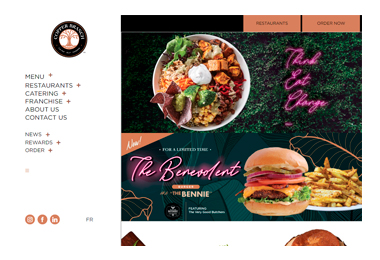 COPPER BRANCH
MENU +
RESTAURANTS +
CATERING +
FRANCHISE +
ABOUT US
CONTACT US
NEWS +
REWARDS +
ORDER +
FR
RESTAURANTS
ORDER NOW
Think
Eat
Change
New!
• FOR A LIMITED TIME •
The Benevolent
BURGER
AKA "THE BENNIE"
FEATURING
The Very Good Butchers